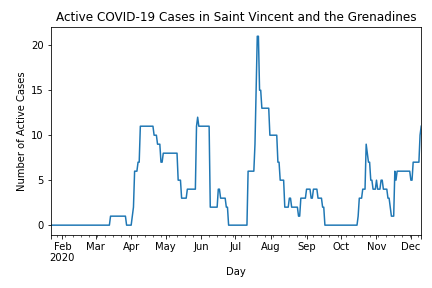 Active COVID-19 Cases in Saint Vincent and the Grenadines
Number of Active Cases
20
15
10
5
0
Feb Mar Apr May Jun Jul Aug Sep Oct Nov Dec
2020
Day